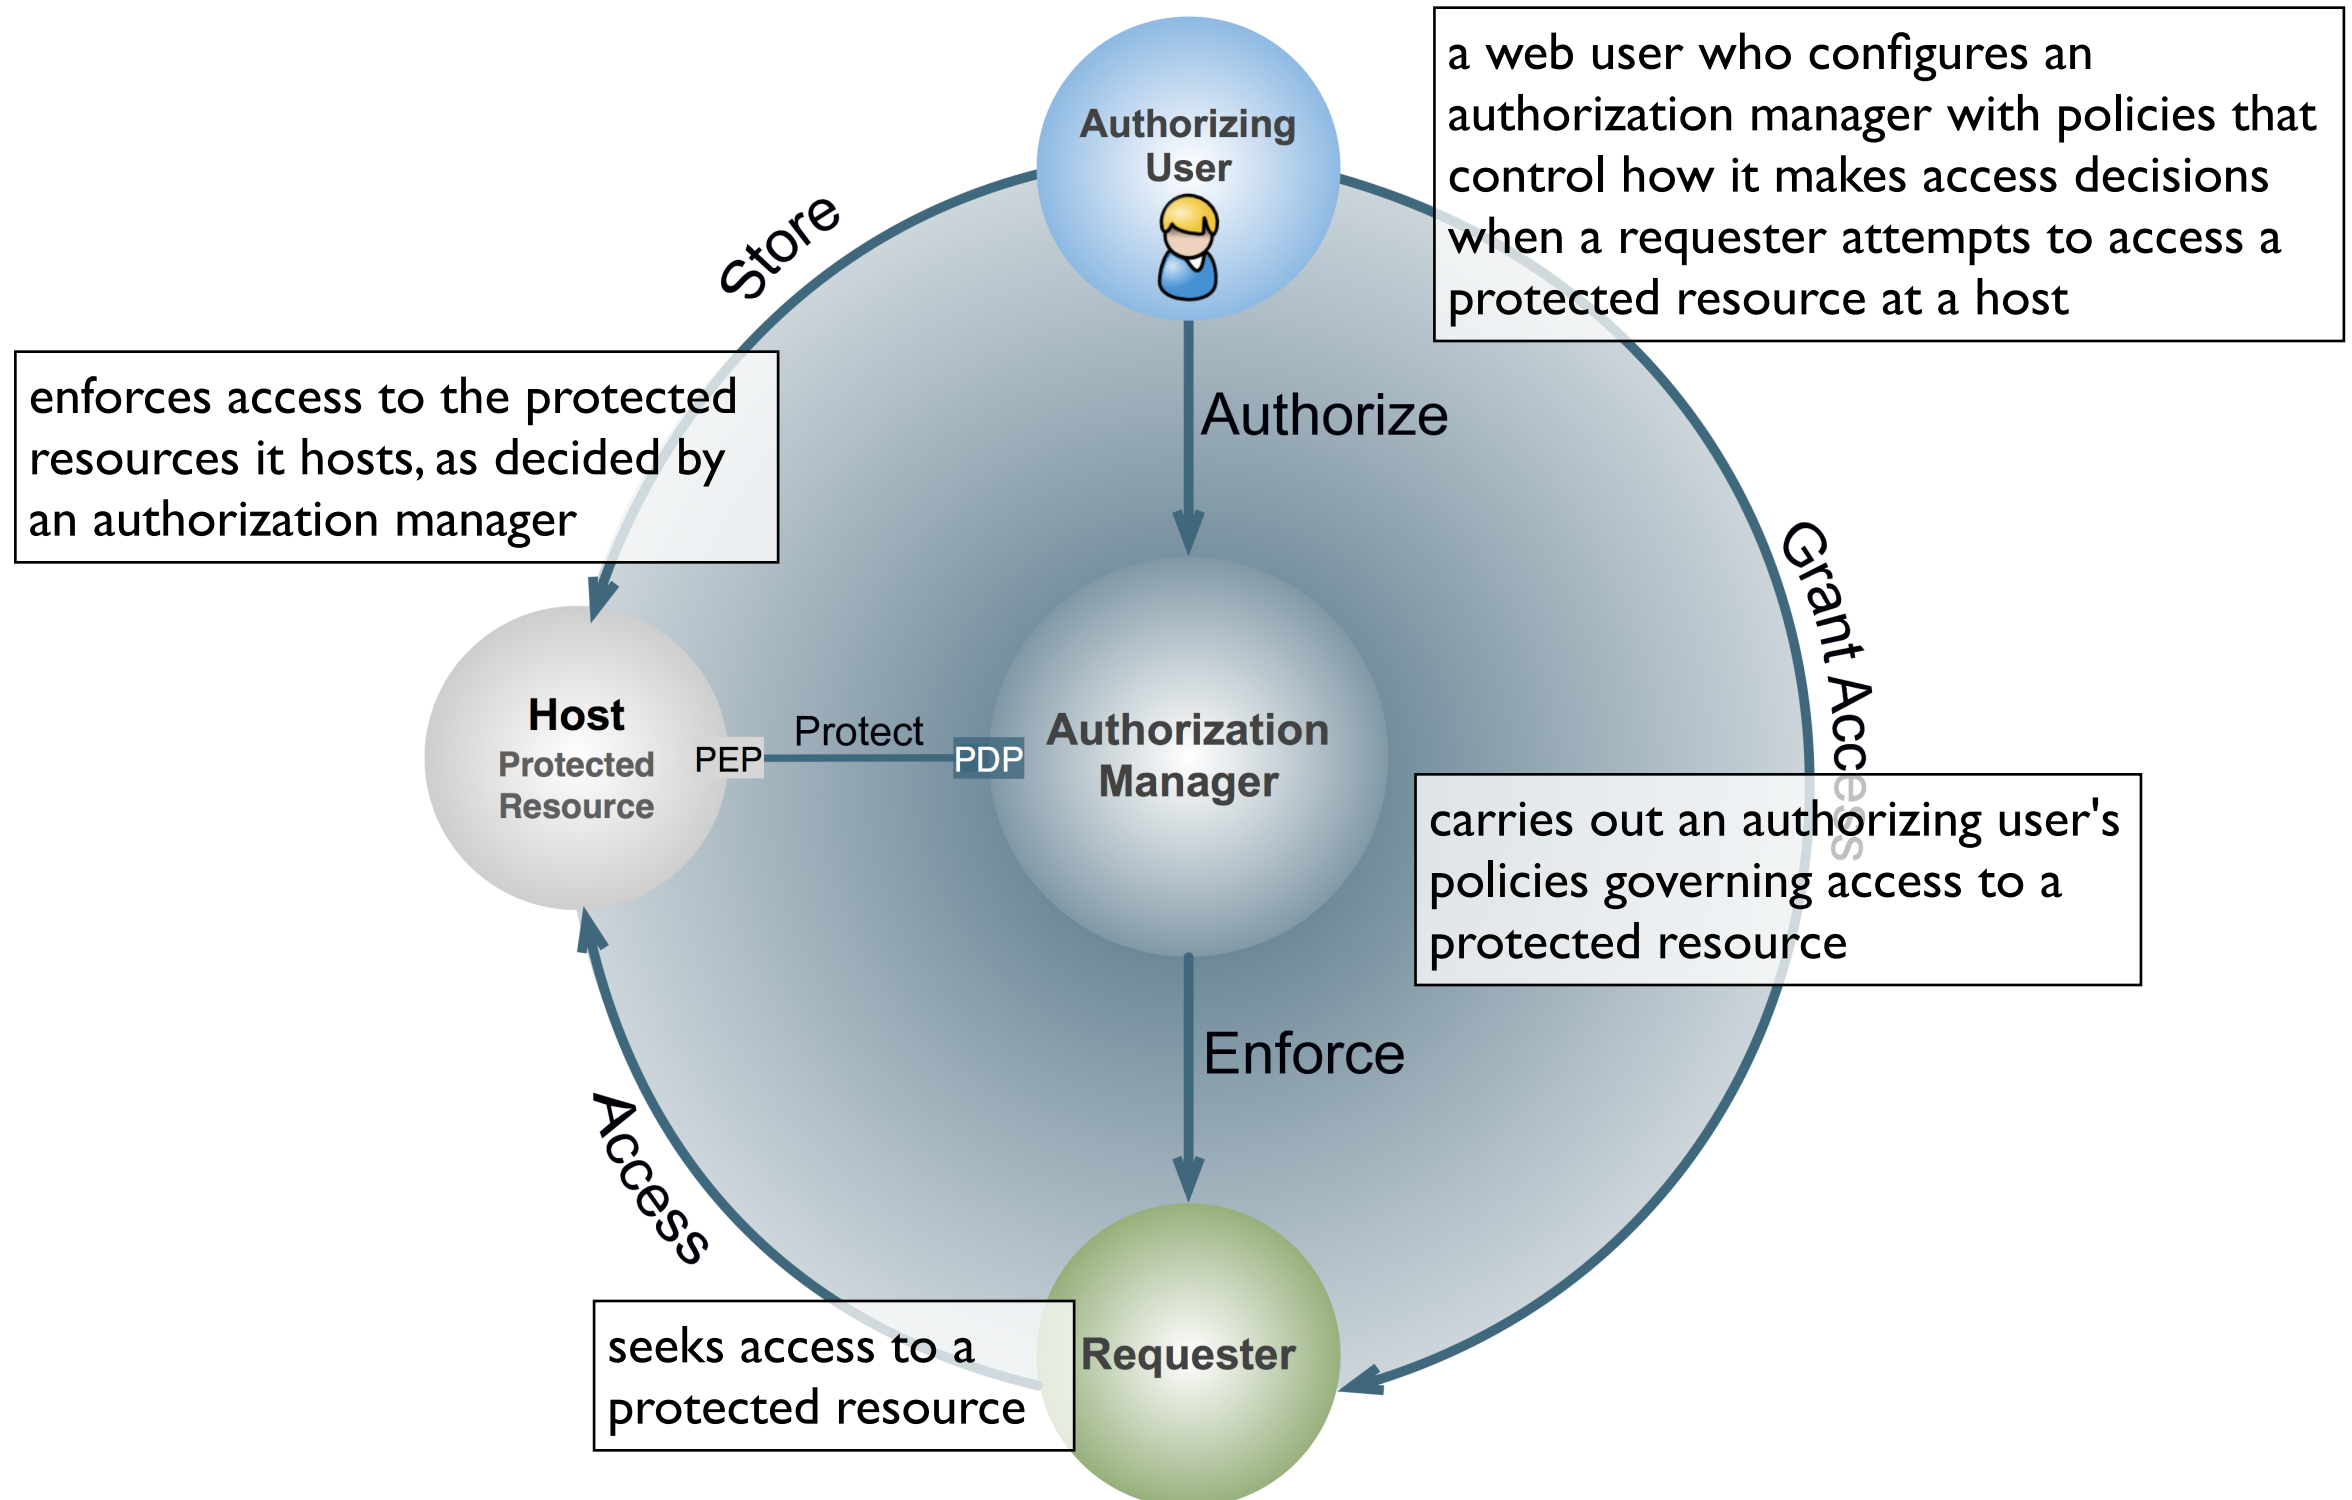 Authorizing
User
a web user who configures an
authorization manager with policies that
control how it makes access decisions
when a requester attempts to access a
protected resource at a host
Store
enforces access to the protected
resources it hosts, as decided by
an authorization manager
Authorize
Grant Access
Host
Protected
Resource
PEP
Protect
PDP
Authorization
Manager
carries out an authorizing user's
policies governing access to a
protected resource
Enforce
Access
seeks access to a
protected resource
Requester